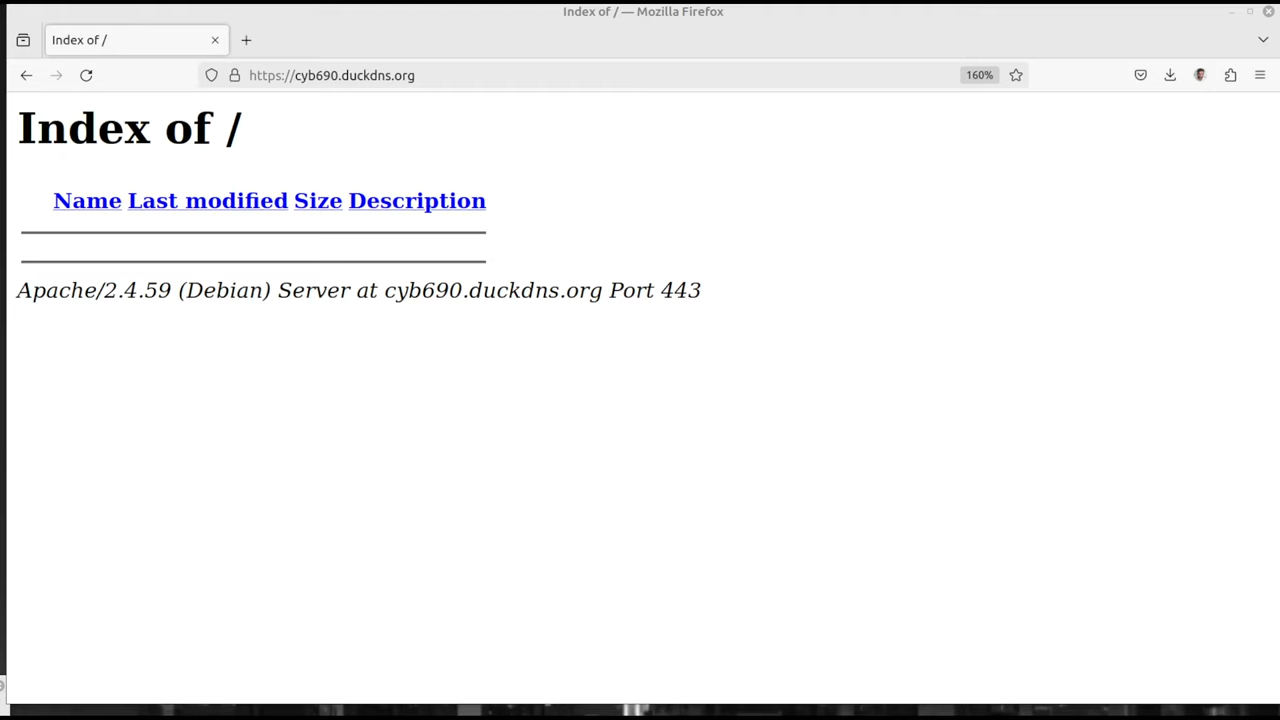 Index of / — Mozilla Firefox
Index of /
https://cyb690.duckdns.org
160%
Index of /
Name Last modified Size Description
Apache/2.4.59 (Debian) Server at cyb690.duckdns.org Port 443